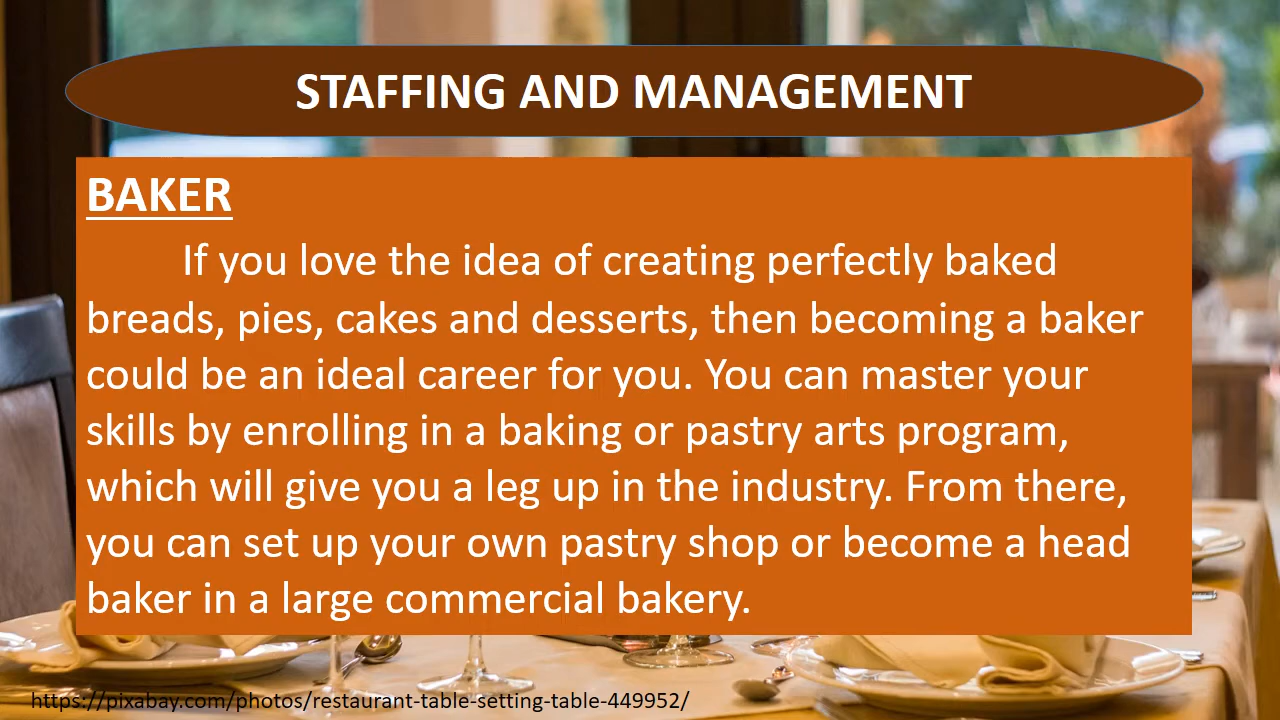 STAFFING AND MANAGEMENT
BAKER
If you love the idea of creating perfectly baked
breads, pies, cakes and desserts, then becoming a baker
could be an ideal career for you. You can master your
skills by enrolling in a baking or pastry arts program,
which will give you a leg up in the industry. From there,
you can set up your own pastry shop or become a head
baker in a large commercial bakery.
https://pixabay.com/photos/restaurant-table-setting-table-449952/